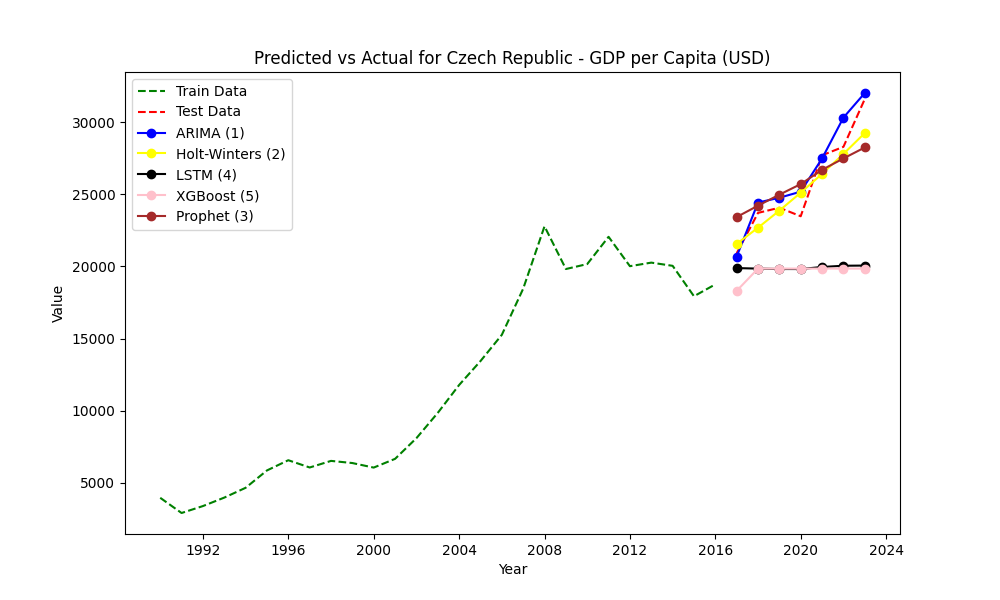 Predicted vs Actual for Czech Republic - GDP per Capita (USD)
Train Data
Test Data
ARIMA (1)
Holt-Winters (2)
LSTM (4)
XGBoost (5)
Prophet (3)
30000
25000
20000
15000
10000
5000
Value
1992 1996 2000 2004 2008 2012 2016 2020 2024
Year